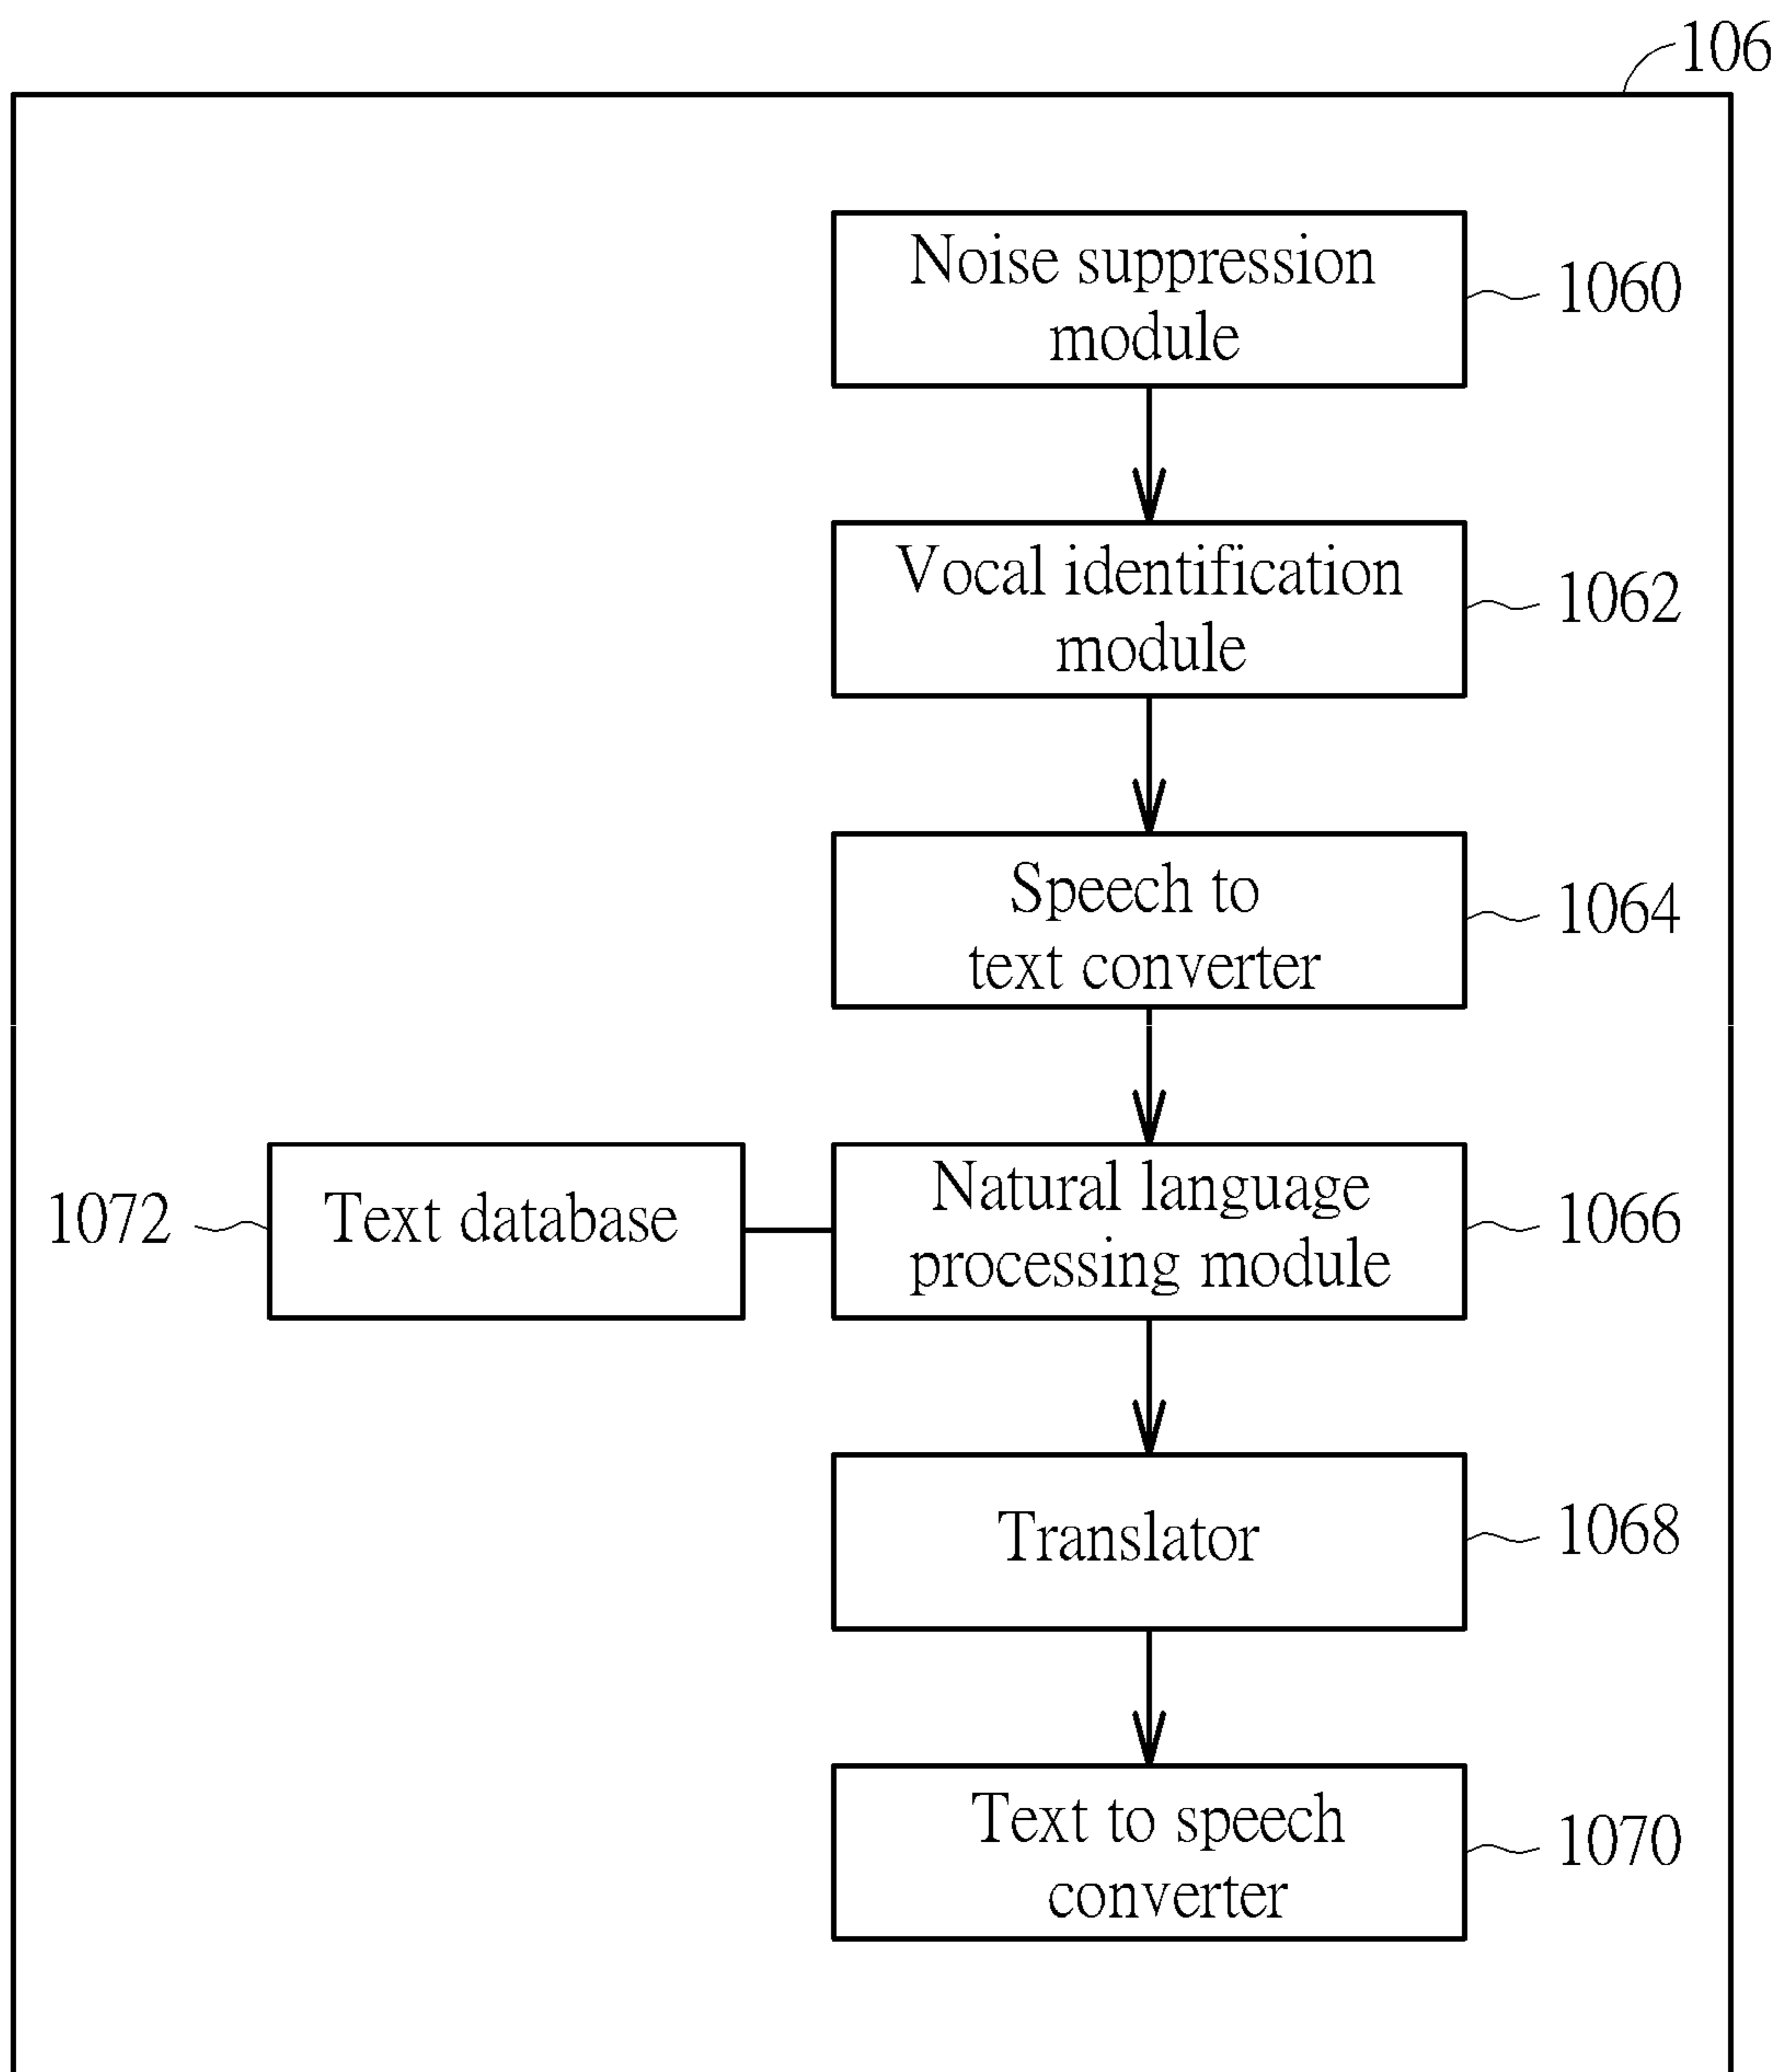 106
Noise suppression
module
1060
Vocal identification
module
1062
Speech to
text converter
1064
1072
Text database
Natural language
processing module
1066
Translator
1068
Text to speech
converter
1070